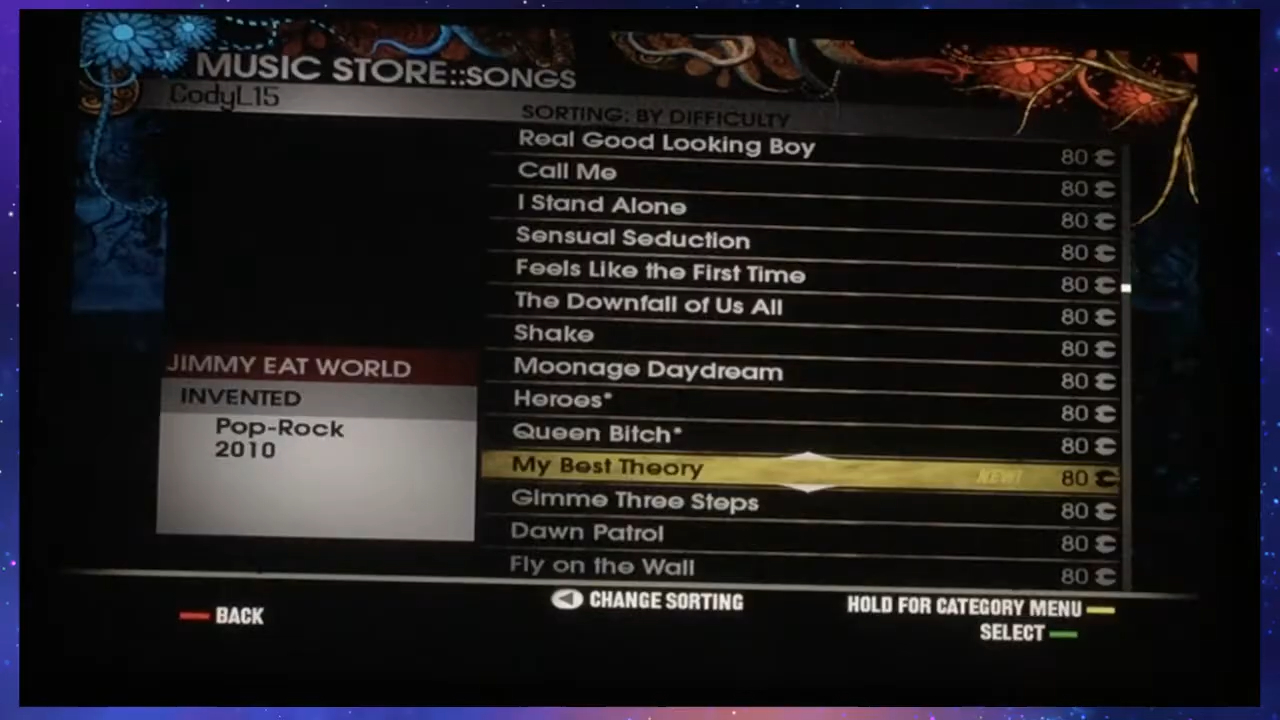 MUSIC STORE::SONGS
CodyL15
SORTING: BY DIFFICULTY
Real Good Looking Boy 80
Call Me 80
I Stand Alone 80
Sensual Seduction 80
Feels Like the First Time 80
The Downfall of Us All 80
Shake 80
Moonage Daydream 80
Heroes* 80
Queen Bitch* 80
My Best Theory NEW! 80
Gimme Three Steps 80
Dawn Patrol 80
Fly on the Wall 80
JIMMY EAT WORLD
INVENTED
Pop-Rock
2010
BACK
CHANGE SORTING
HOLD FOR CATEGORY MENU
SELECT